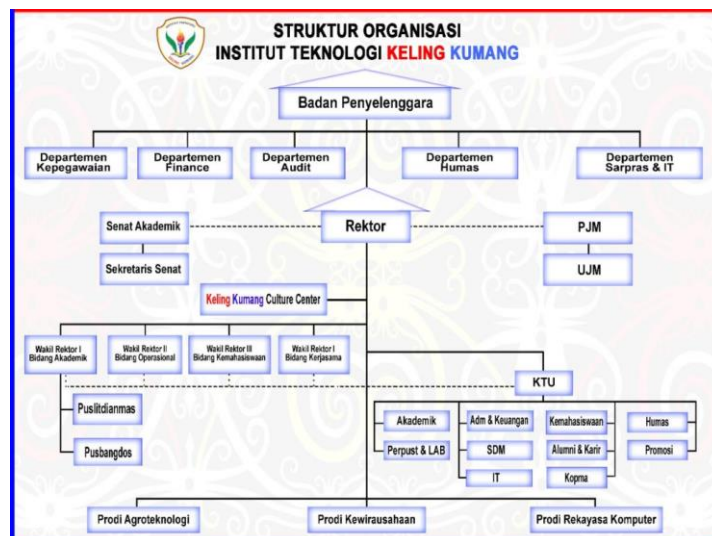 STRUKTUR ORGANISASI
INSTITUT TEKNOLOGI KELING KUMANG
Badan Penyelenggara
Departemen
Kepegawaian
Departemen
Finance
Departemen
Audit
Departemen
Humas
Departemen
Sarpras & IT
Senat Akademik
Rektor
PJM
Sekretaris Senat
UJM
Keling Kumang Culture Center
Wakil Rektor I
Bidang Akademik
Wakil Rektor II
Bidang Operasional
Wakil Rektor III
Bidang Kemahasiswaan
Wakil Rektor I
Bidang Kerjasama
KTU
Puslitdianmas
Pusbangdos
Akademik
Adm & Keuangan
Kemahasiswaan
Humas
Perpust & LAB
SDM
Alumni & Karir
Promosi
IT
Kopma
Prodi Agroteknologi
Prodi Kewirausahaan
Prodi Rekayasa Komputer